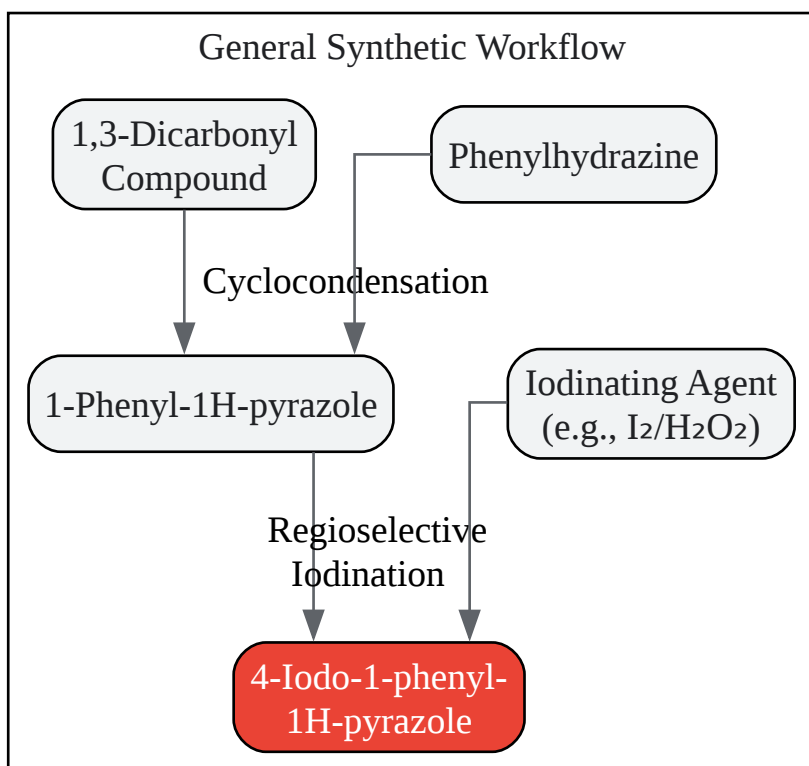 General Synthetic Workflow
1,3-Dicarbonyl
Compound
Phenylhydrazine
Cyclocondensation
1-Phenyl-1H-pyrazole
Iodinating Agent
(e.g., I₂/H₂O₂)
Regioselective
Iodination
4-Iodo-1-phenyl-
1H-pyrazole